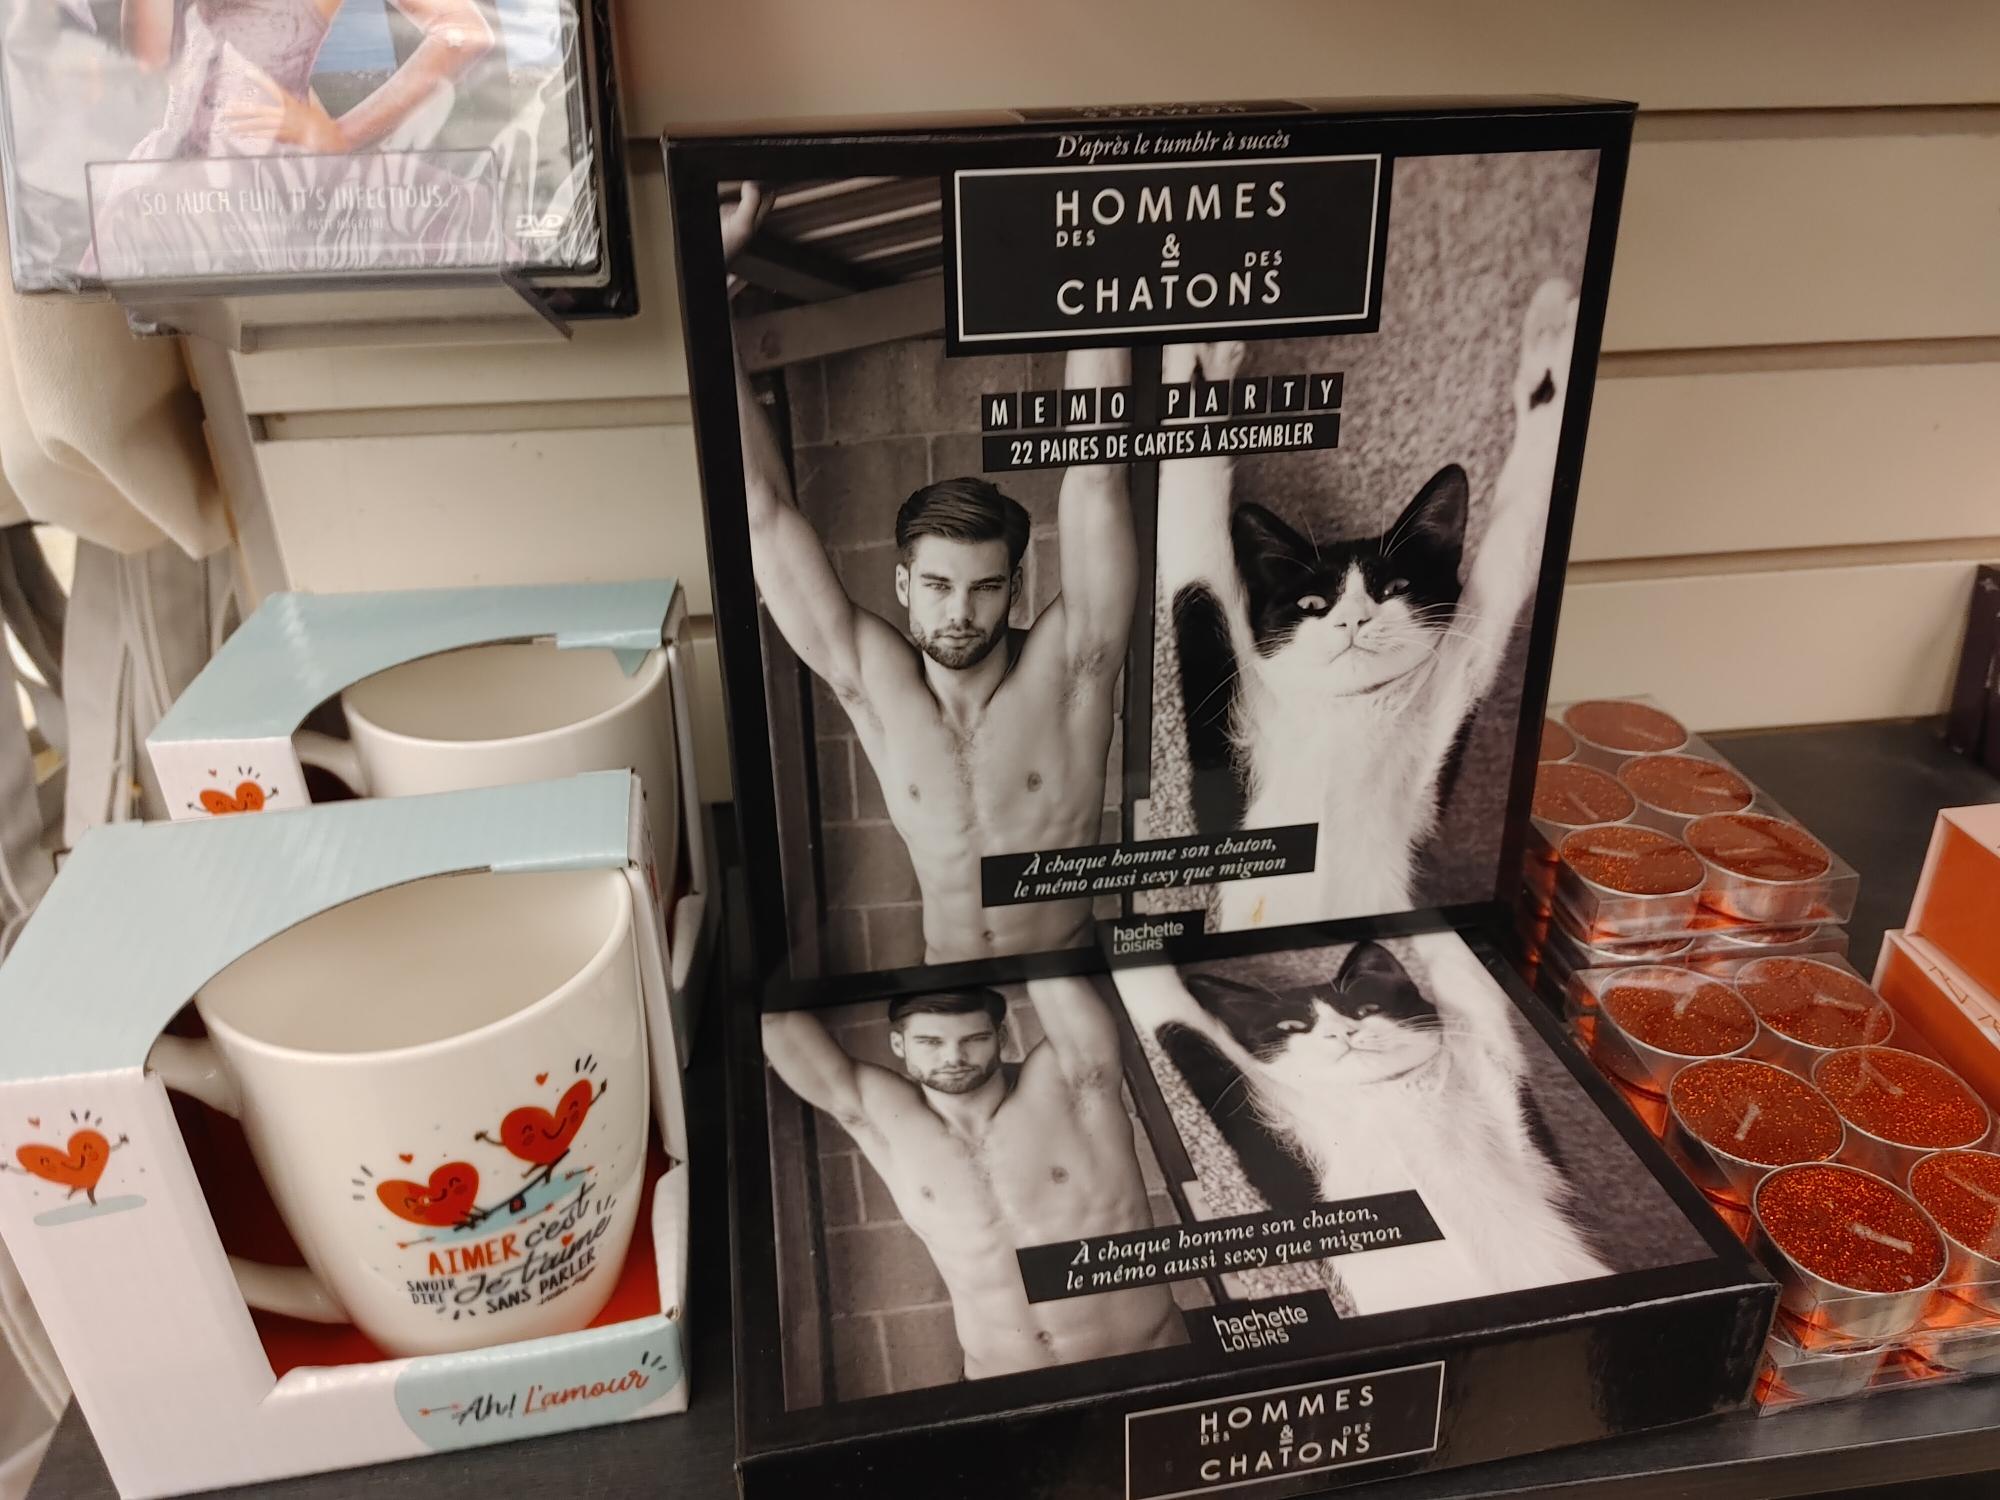 "SO MUCH FUN, IT'S INFECTIOUS."
PASTE MAGAZINE
DVD
D'après le tumblr à succès
HOMMES
DES
&
DES
CHATONS
MEMO PARTY
22 PAIRES DE CARTES À ASSEMBLER
À chaque homme son chaton,
le mémo aussi sexy que mignon
hachette
LOISIRS
À chaque homme son chaton,
le mémo aussi sexy que mignon
hachette
LOISIRS
HOMMES
DES
&
DES
CHATONS
AIMER c'est
SAVOIR
DIRE
Je t'aime
SANS PARLER
Ah! L'amour